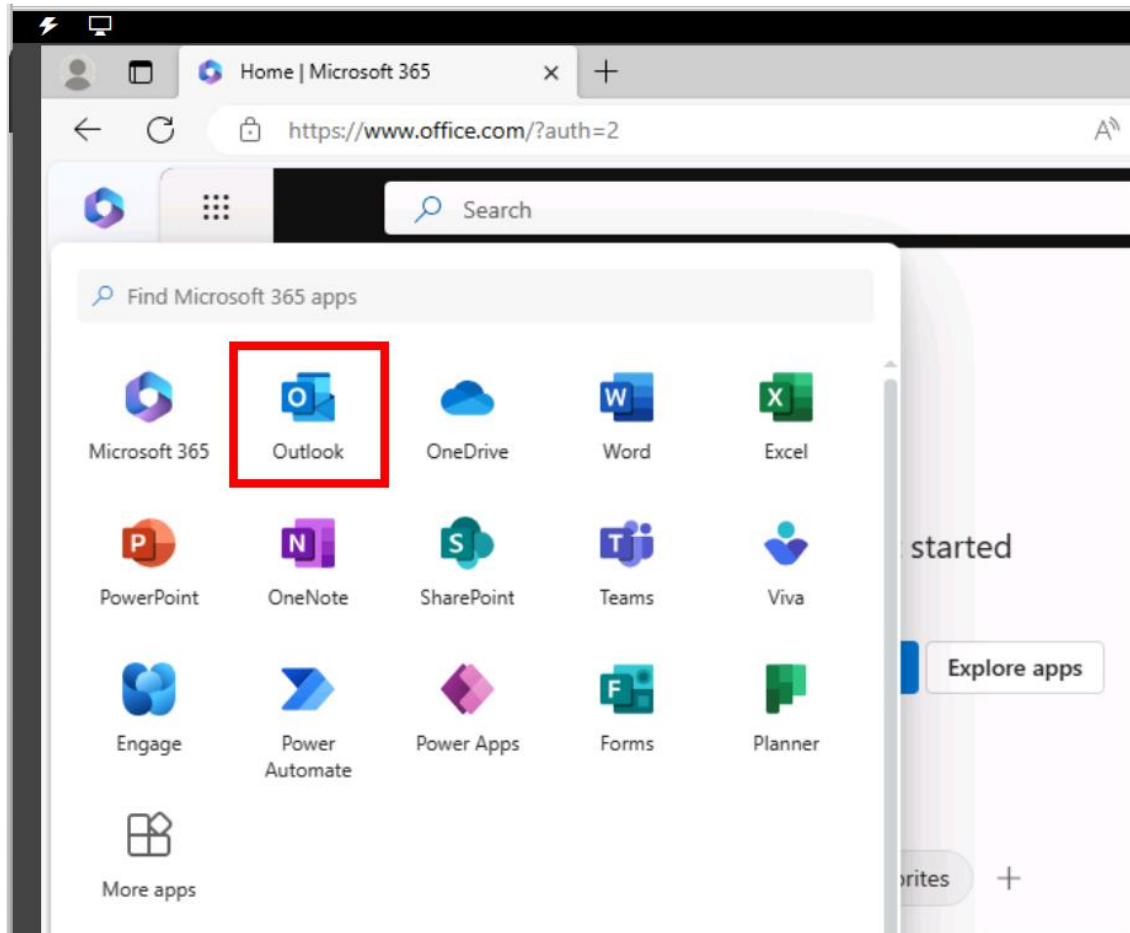 Home | Microsoft 365
https://www.office.com/?auth=2
A
Search
Find Microsoft 365 apps
Microsoft 365 Outlook OneDrive Word Excel
PowerPoint OneNote SharePoint Teams Viva
started
Explore apps
Engage Power Automate Power Apps Forms Planner
More apps
orites